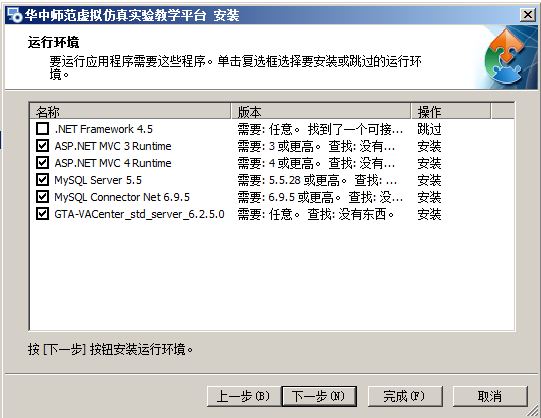 华中师范虚拟仿真实验教学平台 安装
运行环境
要运行应用程序需要这些程序。单击复选框选择要安装或跳过的运行环
境。
名称 版本 操作
.NET Framework 4.5 需要: 任意。 找到了一个可接... 跳过
ASP.NET MVC 3 Runtime 需要: 3 或更高。 查找: 没有... 安装
ASP.NET MVC 4 Runtime 需要: 4 或更高。 查找: 没有... 安装
MySQL Server 5.5 需要: 5.5.28 或更高。 查找: ... 安装
MySQL Connector Net 6.9.5 需要: 6.9.5 或更高。 查找: 没... 安装
GTA-VACenter_std_server_6.2.5.0 需要: 任意。 查找: 没有东西。 安装
按 [下一步] 按钮安装运行环境。
上一步(B) 下一步(N) 完成(F) 取消